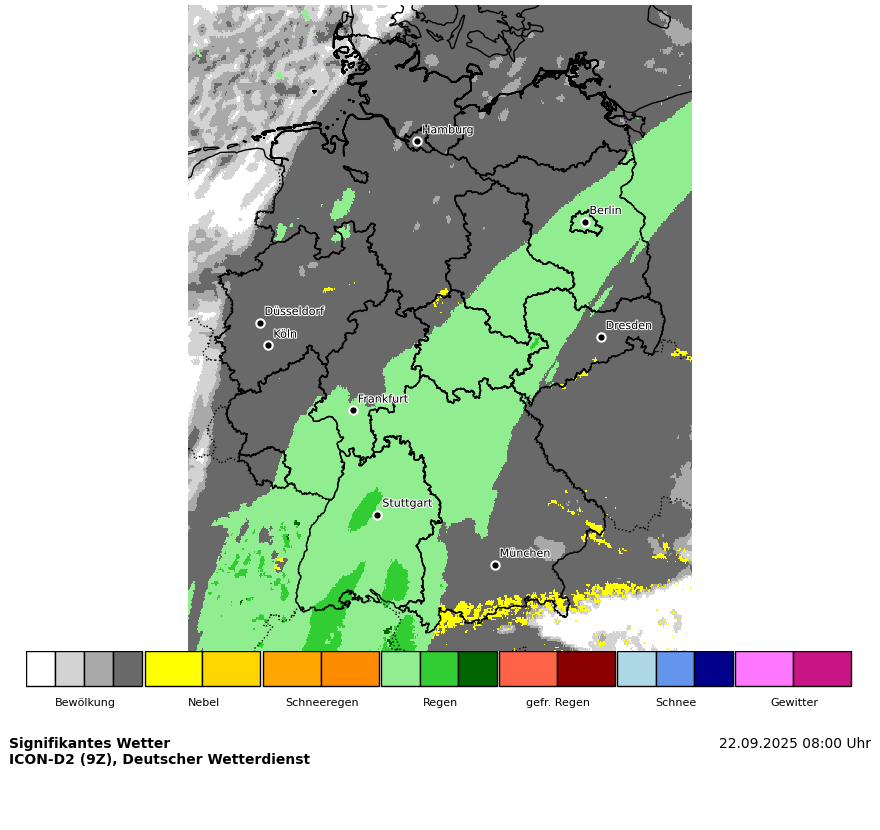 Hamburg
Berlin
Düsseldorf
Köln
Dresden
Frankfurt
Stuttgart
München
Bewölkung Nebel Schneeregen Regen gefr. Regen Schnee Gewitter
Signifikantes Wetter 22.09.2025 08:00 Uhr
ICON-D2 (9Z), Deutscher Wetterdienst